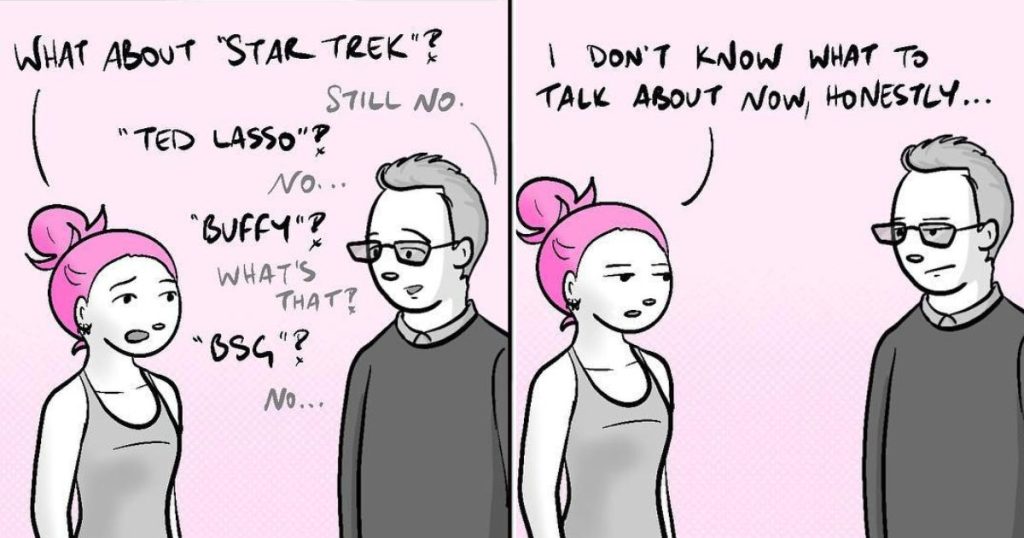 WHAT ABOUT "STAR TREK"?
STILL NO.
"TED LASSO"?
NO...
"BUFFY"?
WHAT'S
THAT?
"BSG"?
NO...
I DON'T KNOW WHAT TO
TALK ABOUT NOW, HONESTLY...